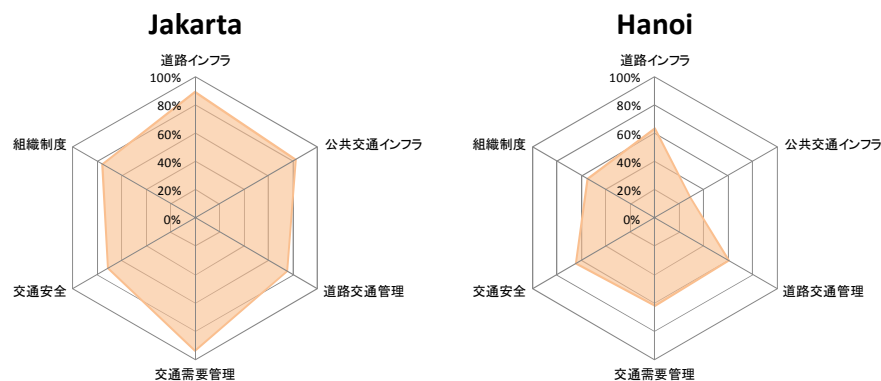 Jakarta
道路インフラ
100%
80%
60%
40%
20%
0%
公共交通インフラ
道路交通管理
交通需要管理
交通安全
組織制度
Hanoi
道路インフラ
100%
80%
60%
40%
20%
0%
公共交通インフラ
道路交通管理
交通需要管理
交通安全
組織制度